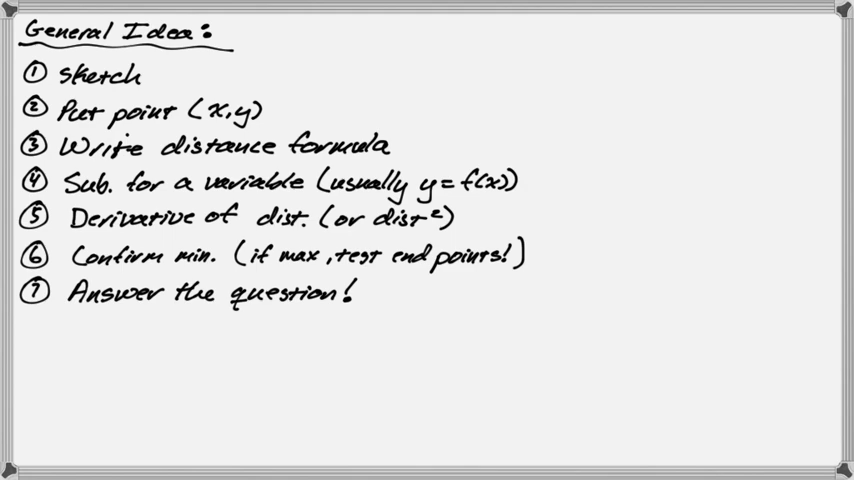 General Idea:
① sketch
② Put point (x,y)
③ Write distance formula
④ Sub. for a variable (usually y=f(x))
⑤ Derivative of dist. (or dist²)
⑥ Confirm min. (if max, test end points!)
⑦ Answer the question!